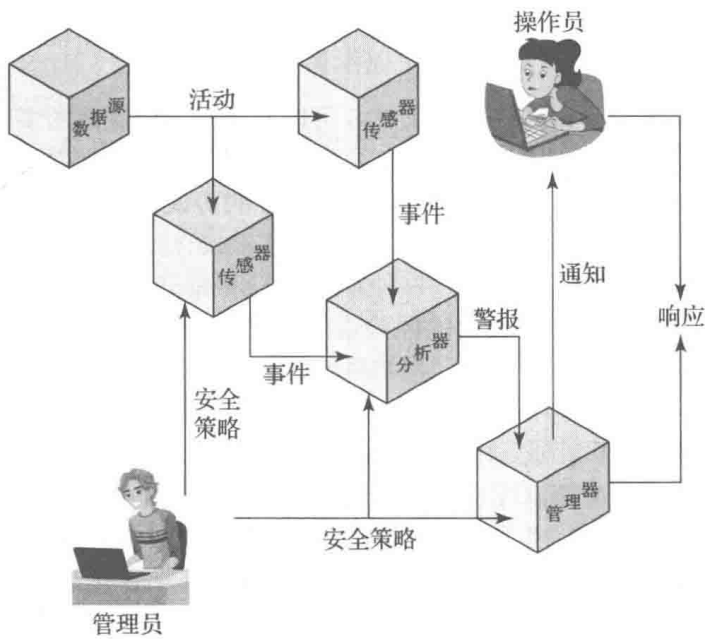 操作员
数据源
活动
传感器
传感器
事件
通知
响应
分析器
警报
事件
安全
策略
管理器
安全策略
管理员